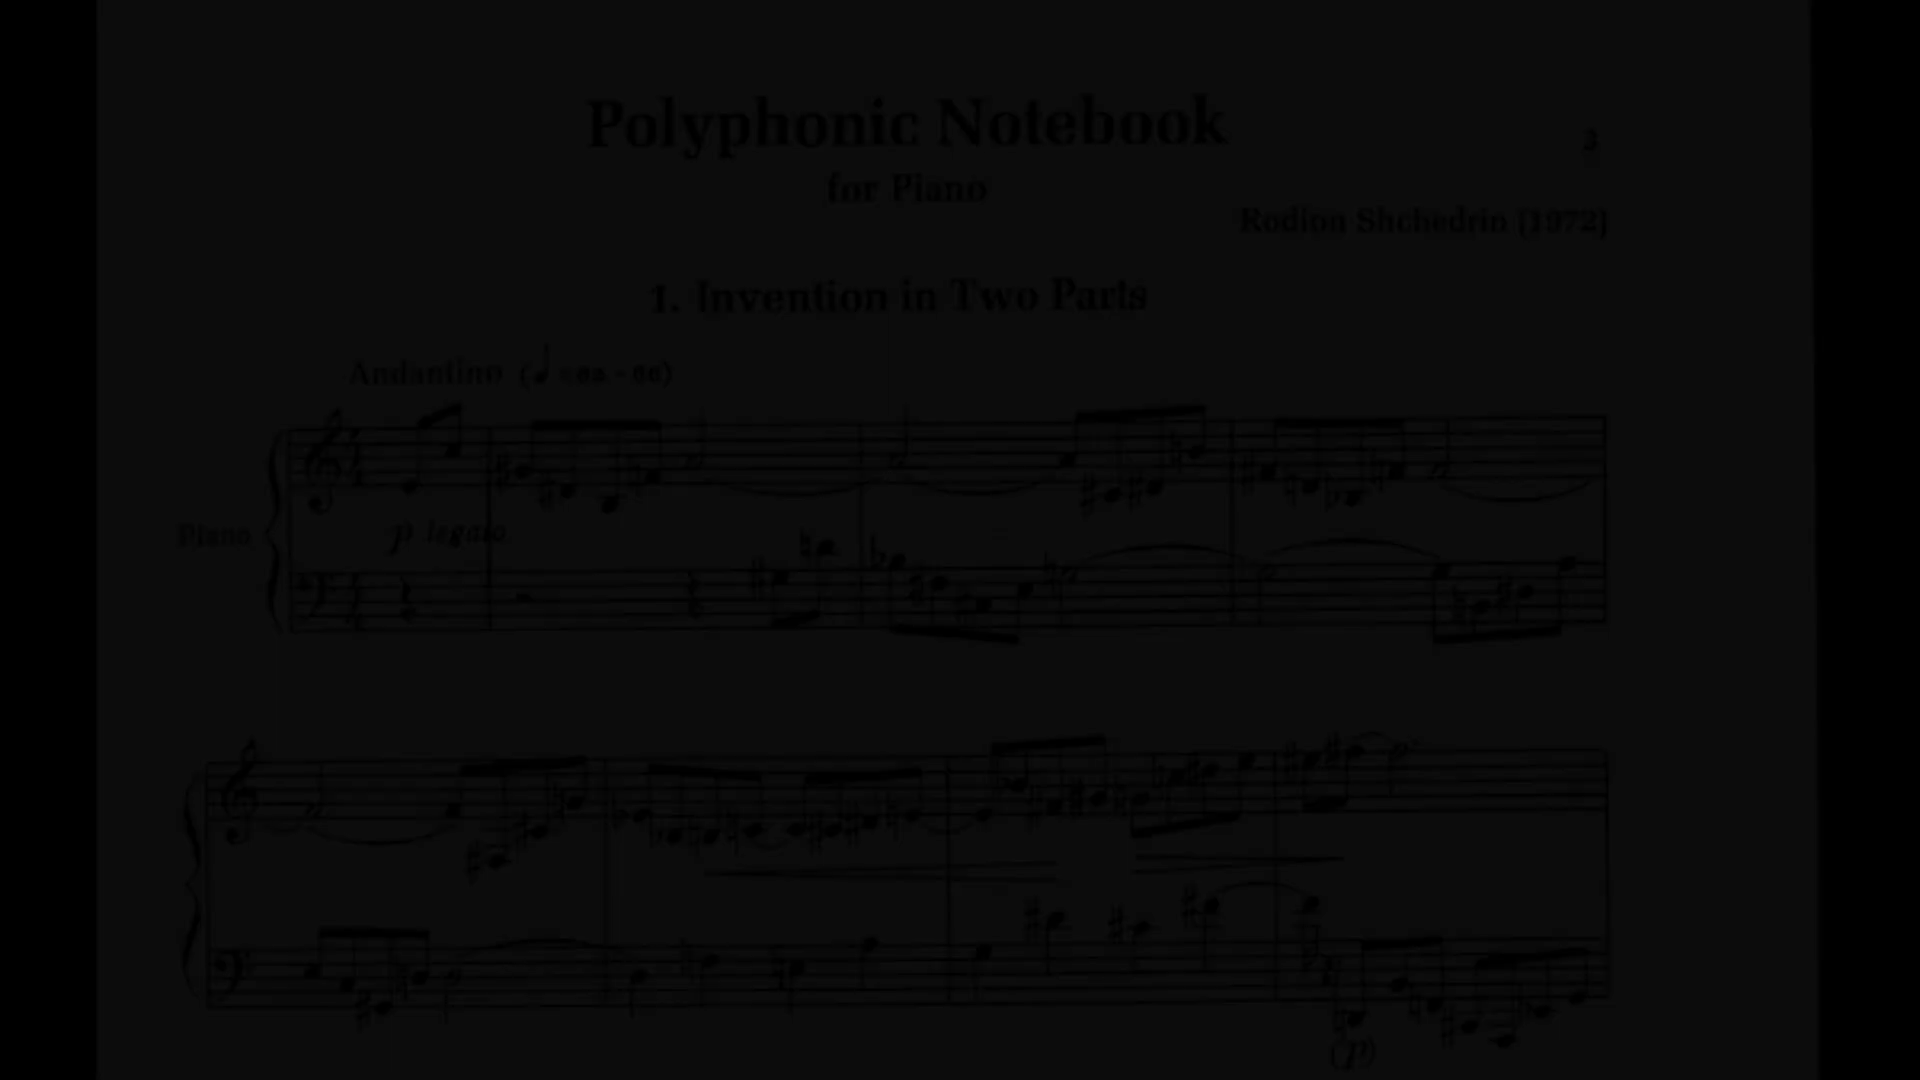 Polyphonic Notebook
3
for Piano
Rodion Shchedrin (1972)
1. Invention in Two Parts
Andantino
Piano
p legato
(p)